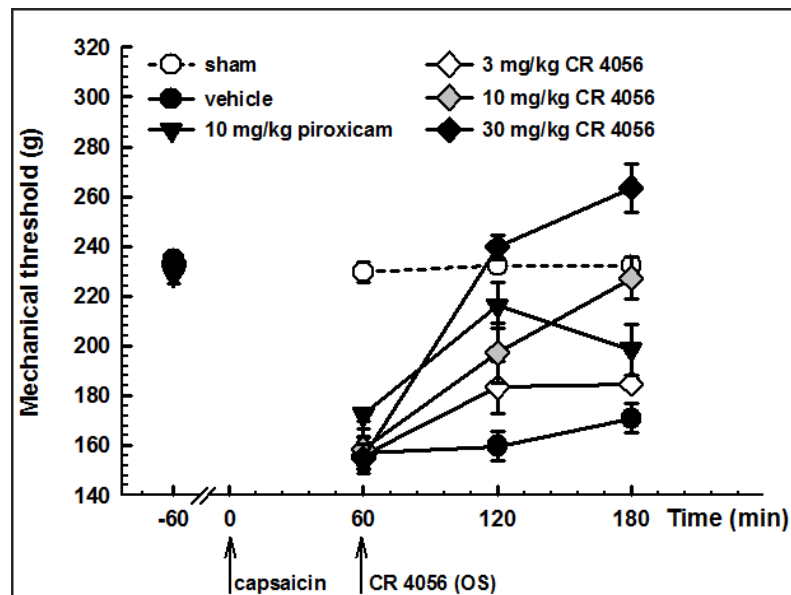 Mechanical threshold (g)
320
300
280
260
240
220
200
180
160
140
sham
vehicle
10 mg/kg piroxicam
3 mg/kg CR 4056
10 mg/kg CR 4056
30 mg/kg CR 4056
-60 0 60 120 180 Time (min)
capsaicin CR 4056 (OS)